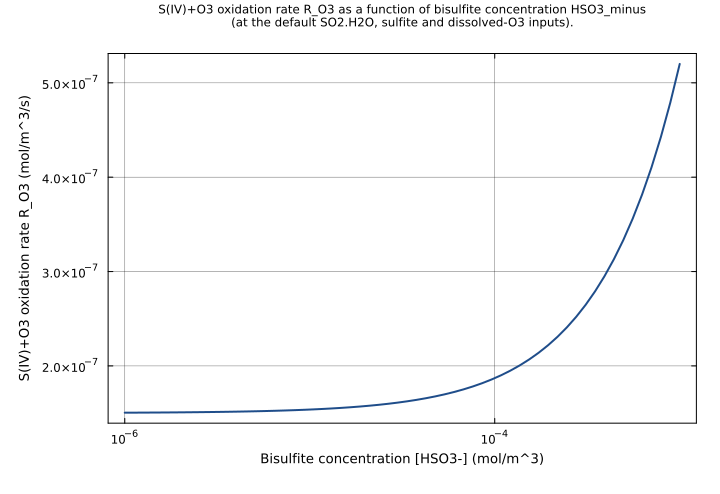 S(IV)+O3 oxidation rate R_O3 as a function of bisulfite concentration HSO3_minus
(at the default SO2.H2O, sulfite and dissolved-O3 inputs).
S(IV)+O3 oxidation rate R_O3 (mol/m^3/s)
5.0×10⁻⁷
4.0×10⁻⁷
3.0×10⁻⁷
2.0×10⁻⁷
10⁻⁶
10⁻⁴
Bisulfite concentration [HSO3-] (mol/m^3)